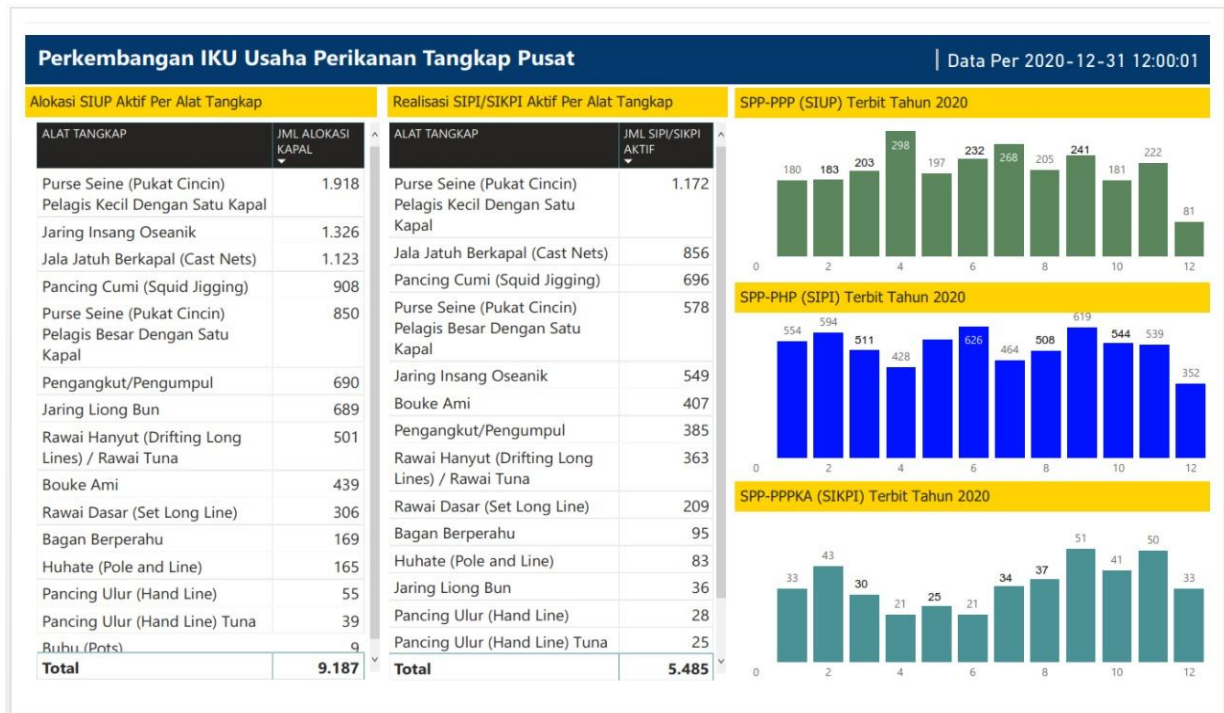 Perkembangan IKU Usaha Perikanan Tangkap Pusat
| Data Per 2020-12-31 12:00:01
Alokasi SIUP Aktif Per Alat Tangkap
ALAT TANGKAP
JML ALOKASI
KAPAL
Purse Seine (Pukat Cincin) 1.918
Pelagis Kecil Dengan Satu Kapal
Jaring Insang Oseanik 1.326
Jala Jatuh Berkapal (Cast Nets) 1.123
Pancing Cumi (Squid Jigging) 908
Purse Seine (Pukat Cincin) 850
Pelagis Besar Dengan Satu
Kapal
Pengangkut/Pengumpul 690
Jaring Liong Bun 689
Rawai Hanyut (Drifting Long 501
Lines) / Rawai Tuna
Bouke Ami 439
Rawai Dasar (Set Long Line) 306
Bagan Berperahu 169
Huhate (Pole and Line) 165
Pancing Ulur (Hand Line) 55
Pancing Ulur (Hand Line) Tuna 39
Bubu (Pots) 9
Total 9.187
Realisasi SIPI/SIKPI Aktif Per Alat Tangkap
ALAT TANGKAP
JML SIPI/SIKPI
AKTIF
Purse Seine (Pukat Cincin) 1.172
Pelagis Kecil Dengan Satu
Kapal
Jala Jatuh Berkapal (Cast Nets) 856
Pancing Cumi (Squid Jigging) 696
Purse Seine (Pukat Cincin) 578
Pelagis Besar Dengan Satu
Kapal
Jaring Insang Oseanik 549
Bouke Ami 407
Pengangkut/Pengumpul 385
Rawai Hanyut (Drifting Long 363
Lines) / Rawai Tuna
Rawai Dasar (Set Long Line) 209
Bagan Berperahu 95
Huhate (Pole and Line) 83
Jaring Liong Bun 36
Pancing Ulur (Hand Line) 28
Pancing Ulur (Hand Line) Tuna 25
Total 5.485
SPP-PPP (SIUP) Terbit Tahun 2020
180 183 203 298 197 232 268 205 241 181 222 81
0 2 4 6 8 10 12
SPP-PHP (SIPI) Terbit Tahun 2020
554 594 511 428 626 464 508 619 544 539 352
0 2 4 6 8 10 12
SPP-PPPKA (SIKPI) Terbit Tahun 2020
33 43 30 21 25 21 34 37 51 41 50 33
0 2 4 6 8 10 12